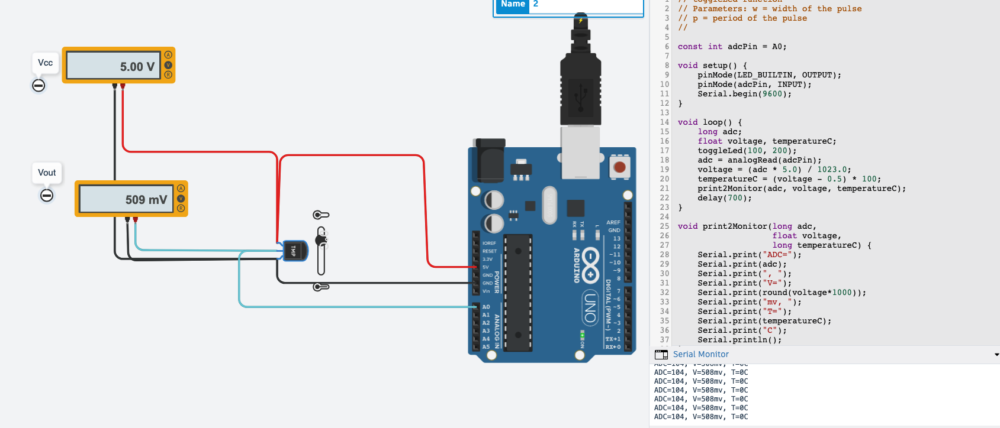 Name 2
Vcc
5.00 V
A
V
R
Vout
509 mV
A
V
R
TMP
IOREF
RESET
3.3V
5V
GND
GND
Vin
POWER
A0
A1
A2
A3
A4
A5
ANALOG IN
RX
TX
L
ARDUINO
UNO
ON
AREF
GND
13
12
~11
~10
~9
8
7
~6
~5
4
~3
2
TX→1
RX←0
DIGITAL (PWM~)
1 // toggleLed function
2 // Parameters: w = width of the pulse
3 // p = period of the pulse
4 //
5
6 const int adcPin = A0;
7
8 void setup() {
9 pinMode(LED_BUILTIN, OUTPUT);
10 pinMode(adcPin, INPUT);
11 Serial.begin(9600);
12 }
13
14 void loop() {
15 long adc;
16 float voltage, temperatureC;
17 toggleLed(100, 200);
18 adc = analogRead(adcPin);
19 voltage = (adc * 5.0) / 1023.0;
20 temperatureC = (voltage - 0.5) * 100;
21 print2Monitor(adc, voltage, temperatureC);
22 delay(700);
23 }
24
25 void print2Monitor(long adc,
26 float voltage,
27 long temperatureC) {
28 Serial.print("ADC=");
29 Serial.print(adc);
30 Serial.print(", ");
31 Serial.print("V=");
32 Serial.print(round(voltage*1000));
33 Serial.print("mv, ");
34 Serial.print("T=");
35 Serial.print(temperatureC);
36 Serial.print("C");
37 Serial.println();
Serial Monitor
ADC=104, V=508mv, T=0C
ADC=104, V=508mv, T=0C
ADC=104, V=508mv, T=0C
ADC=104, V=508mv, T=0C
ADC=104, V=508mv, T=0C
ADC=104, V=508mv, T=0C
ADC=104, V=508mv, T=0C